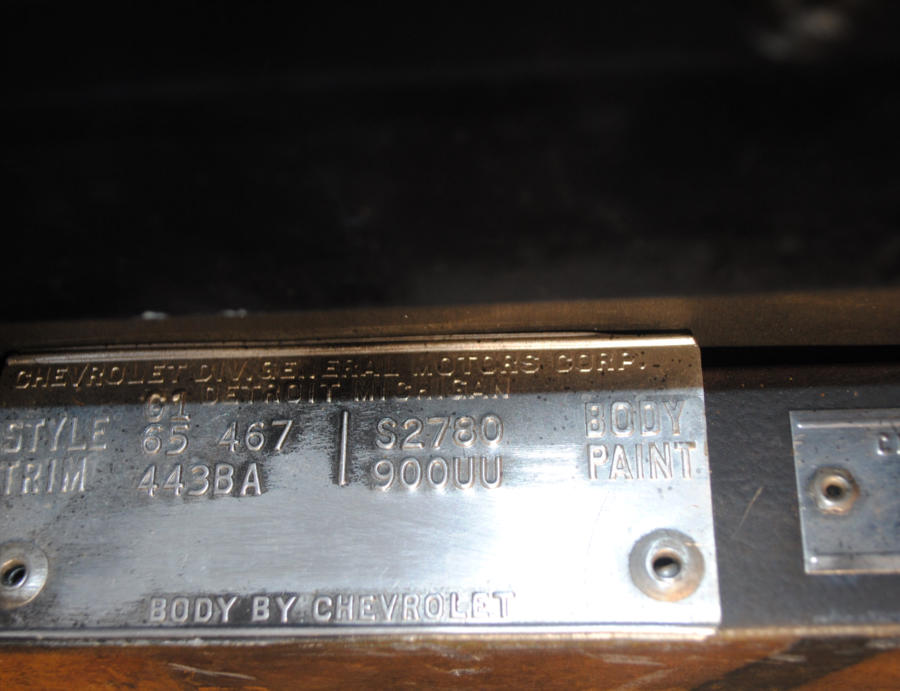 CHEVROLET DIV. GENERAL MOTORS CORP.
DETROIT MICHIGAN
G1
STYLE 65 467 S2780 BODY
TRIM 443BA 900UU PAINT
BODY BY CHEVROLET